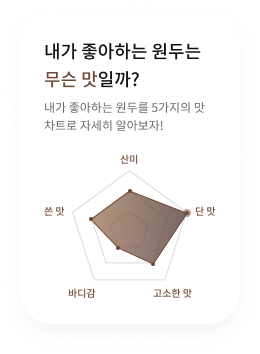 내가 좋아하는 원두는
무슨 맛일까?
내가 좋아하는 원두를 5가지의 맛
차트로 자세히 알아보자!
산미
쓴 맛
단 맛
바디감
고소한 맛